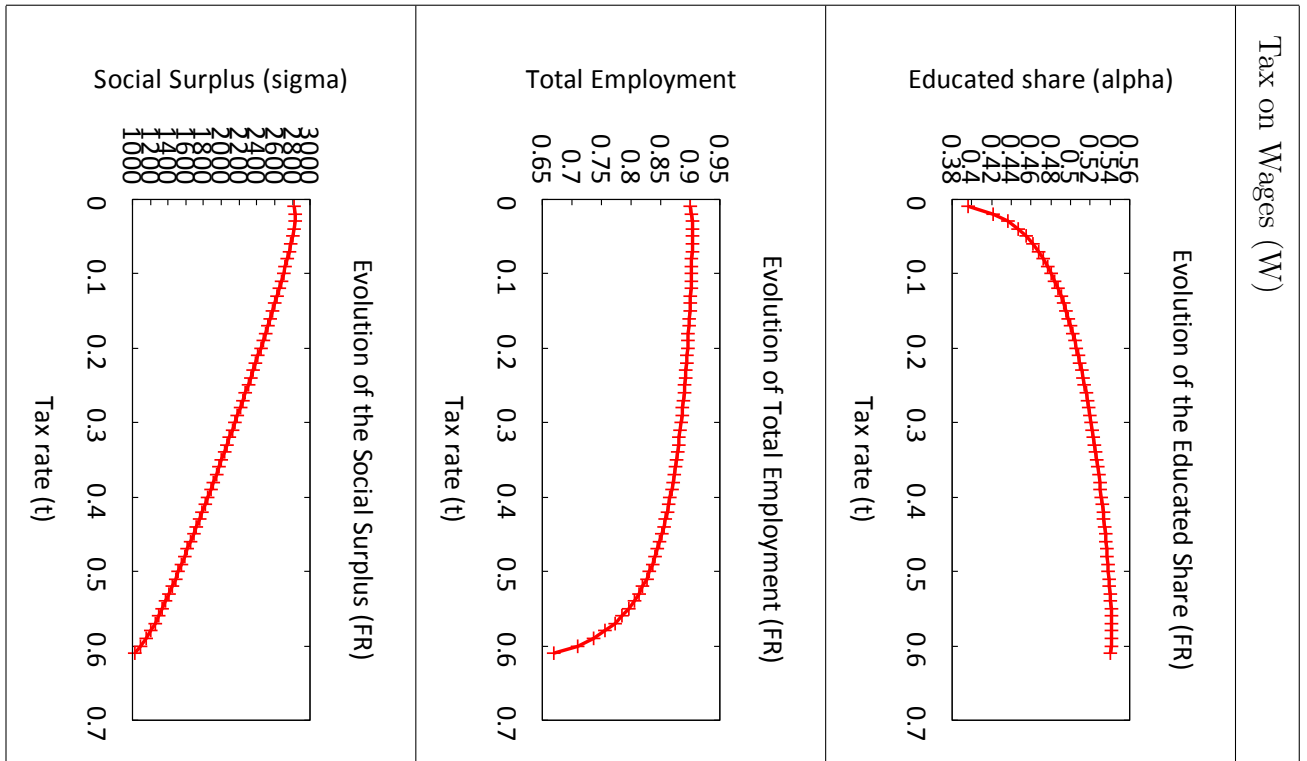 Tax on Wages (W)
Evolution of the Educated Share (FR)
Educated share (alpha)
0.56
0.54
0.52
0.5
0.48
0.46
0.44
0.42
0.4
0.38
0 0.1 0.2 0.3 0.4 0.5 0.6 0.7
Tax rate (t)
Evolution of Total Employment (FR)
Total Employment
0.95
0.9
0.85
0.8
0.75
0.7
0.65
0 0.1 0.2 0.3 0.4 0.5 0.6 0.7
Tax rate (t)
Evolution of the Social Surplus (FR)
Social Surplus (sigma)
3000
2800
2600
2400
2200
2000
1800
1600
1400
1200
1000
0 0.1 0.2 0.3 0.4 0.5 0.6 0.7
Tax rate (t)